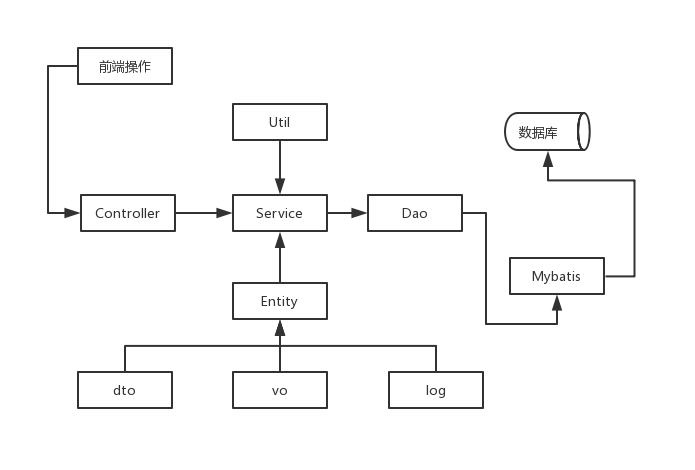 前端操作
Util
数据库
Controller
Service
Dao
Mybatis
Entity
dto
vo
log